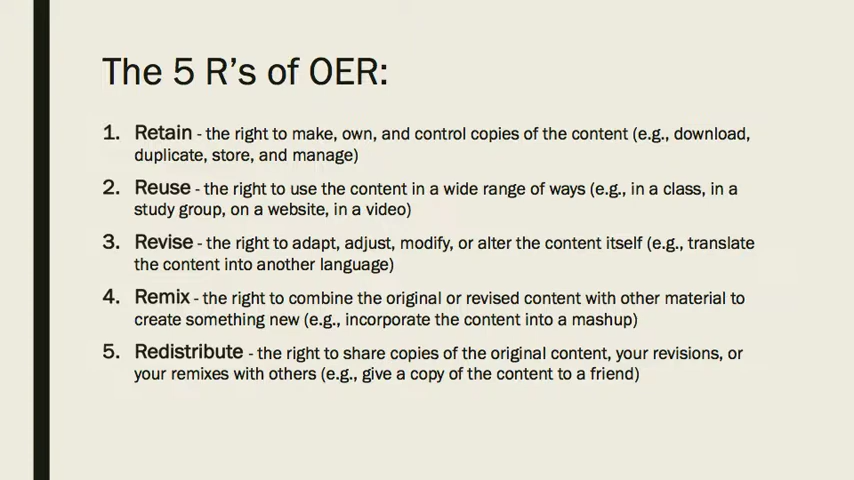 The 5 R’s of OER:
1. Retain - the right to make, own, and control copies of the content (e.g., download,
duplicate, store, and manage)
2. Reuse - the right to use the content in a wide range of ways (e.g., in a class, in a
study group, on a website, in a video)
3. Revise - the right to adapt, adjust, modify, or alter the content itself (e.g., translate
the content into another language)
4. Remix - the right to combine the original or revised content with other material to
create something new (e.g., incorporate the content into a mashup)
5. Redistribute - the right to share copies of the original content, your revisions, or
your remixes with others (e.g., give a copy of the content to a friend)